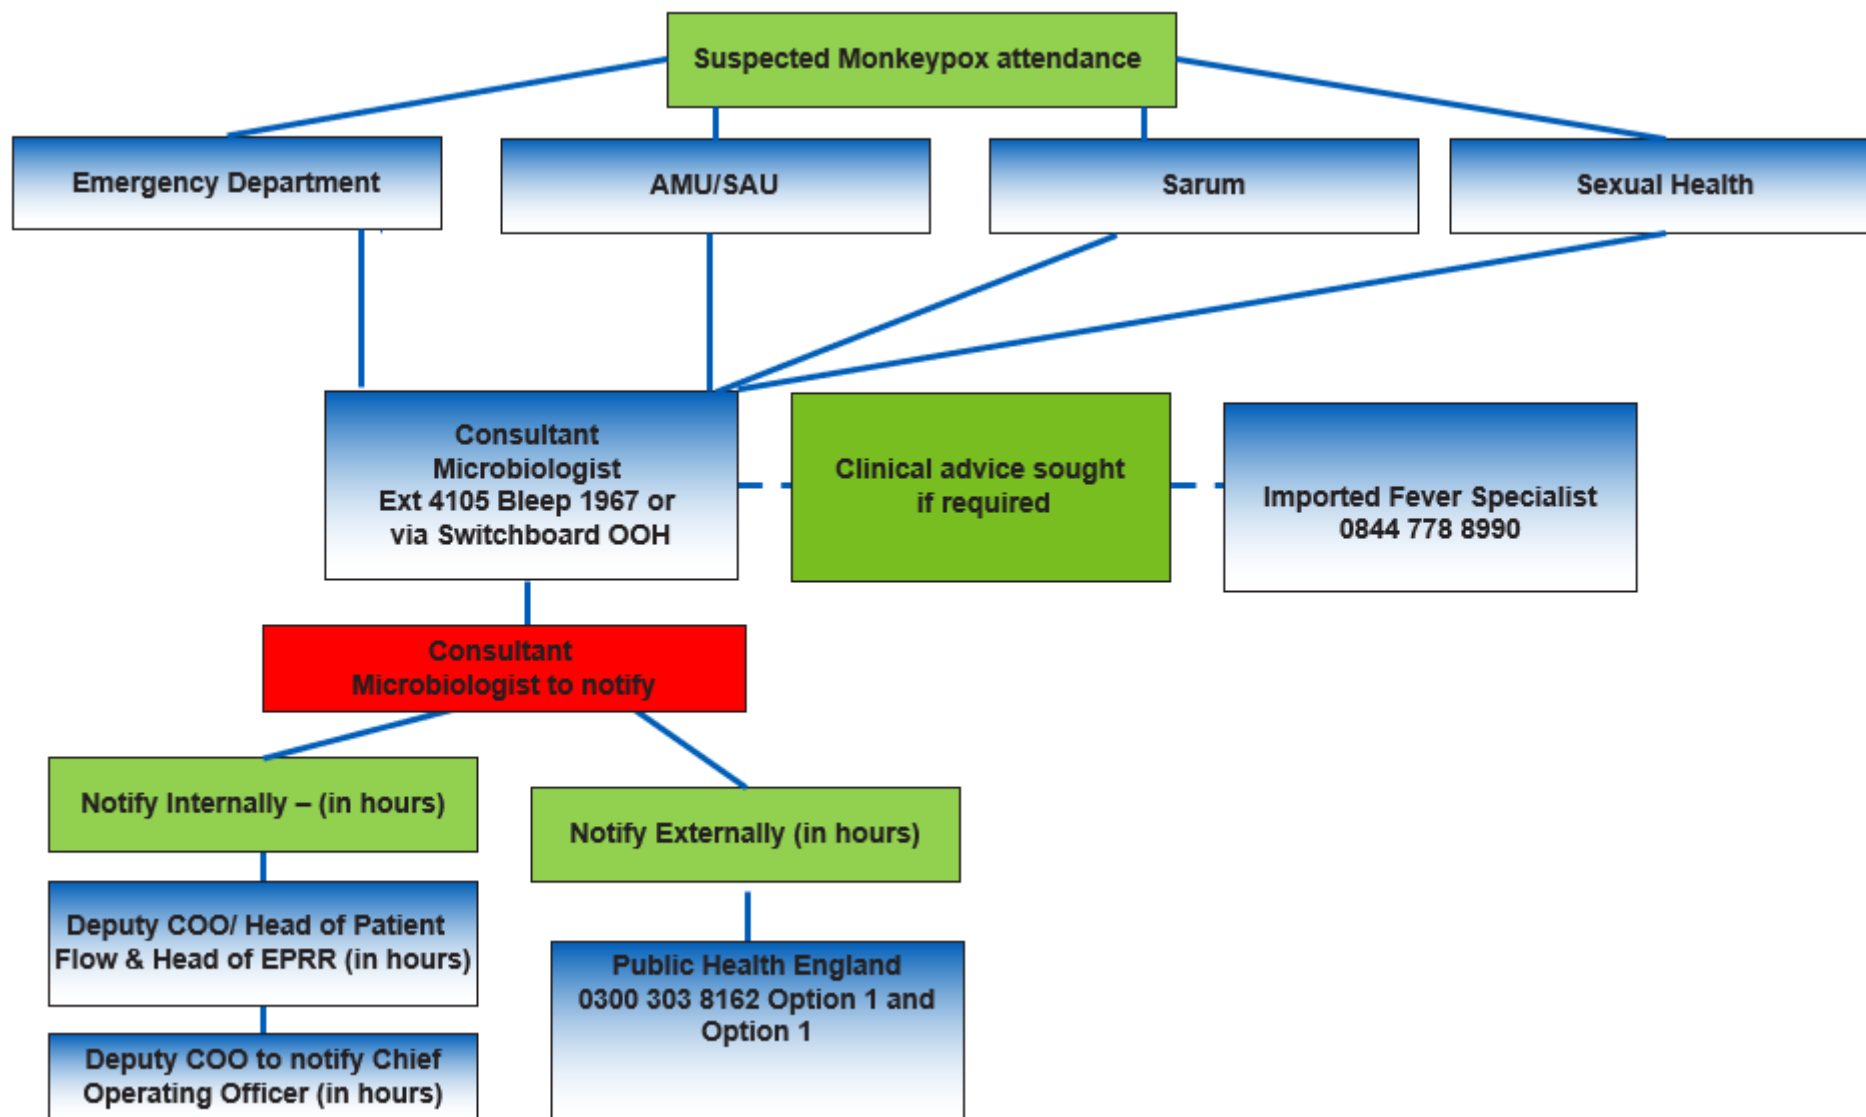 Suspected Monkeypox attendance
Emergency Department
AMU/SAU
Sarum
Sexual Health
Consultant
Microbiologist
Ext 4105 Bleep 1967 or
via Switchboard OOH
Clinical advice sought
if required
Imported Fever Specialist
0844 778 8990
Consultant
Microbiologist to notify
Notify Internally – (in hours)
Notify Externally (in hours)
Deputy COO/ Head of Patient
Flow & Head of EPRR (in hours)
Public Health England
0300 303 8162 Option 1 and
Option 1
Deputy COO to notify Chief
Operating Officer (in hours)